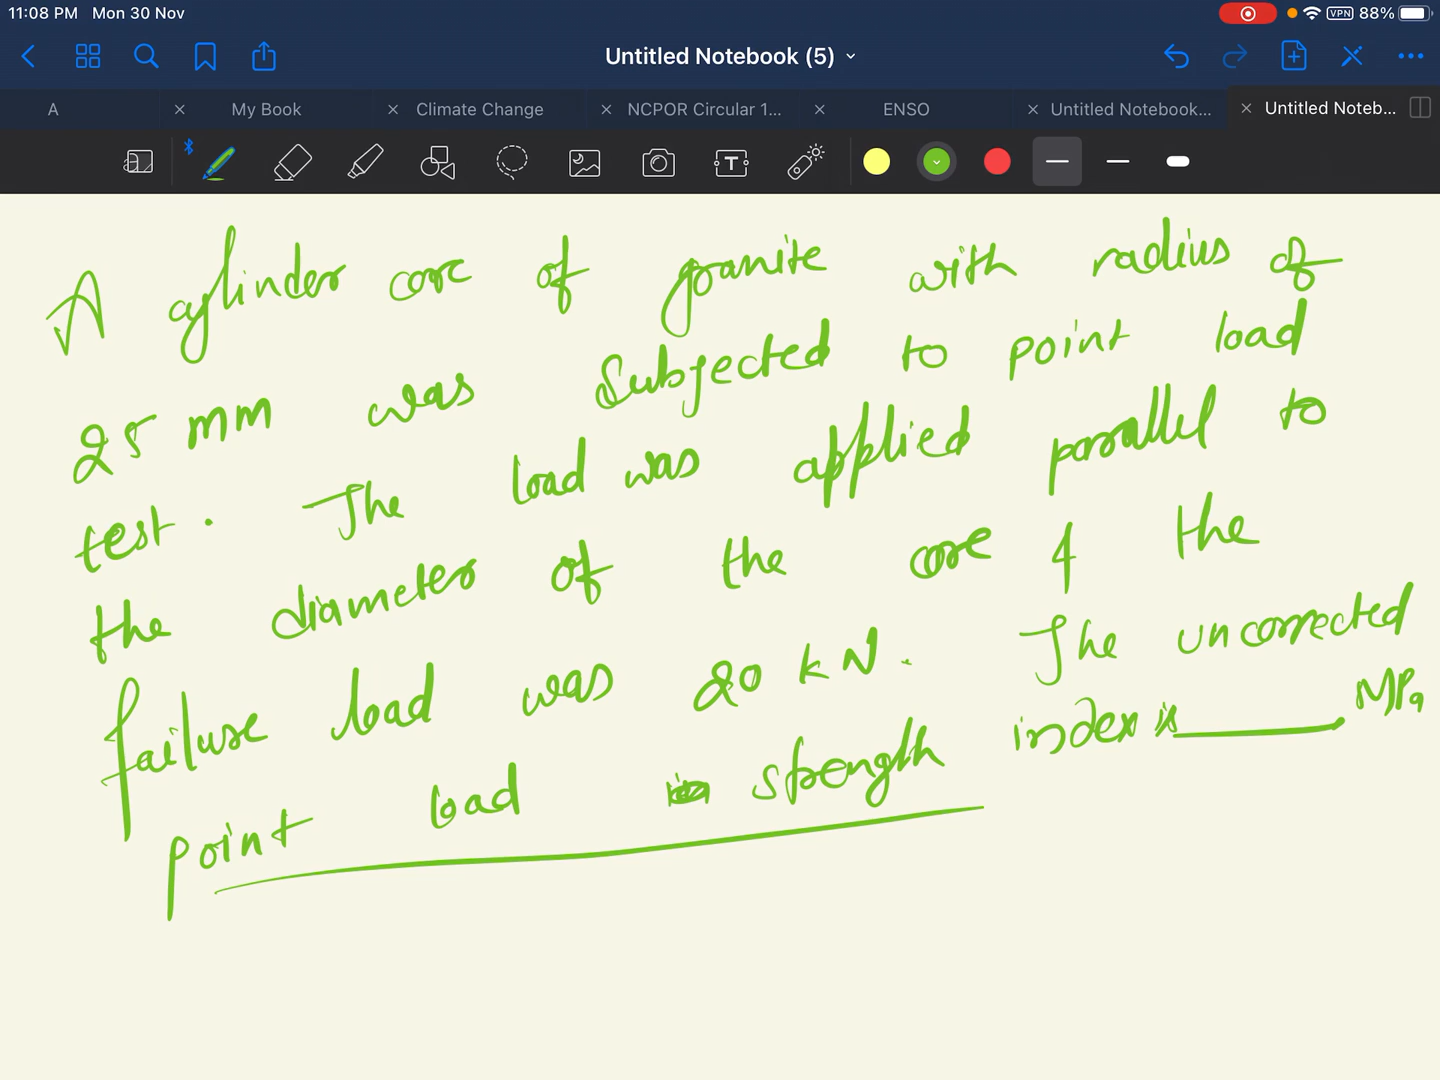 11:08 PM Mon 30 Nov VPN 88%
Untitled Notebook (5)
A My Book Climate Change NCPOR Circular 1... ENSO Untitled Notebook... Untitled Noteb...
A cylinder core of granite with radius of
25 mm was subjected to point load
test. The load was applied parallel to
the diameter of the core & the
failure load was 20 kN. The uncorrected
point load strength index is ______ MPa